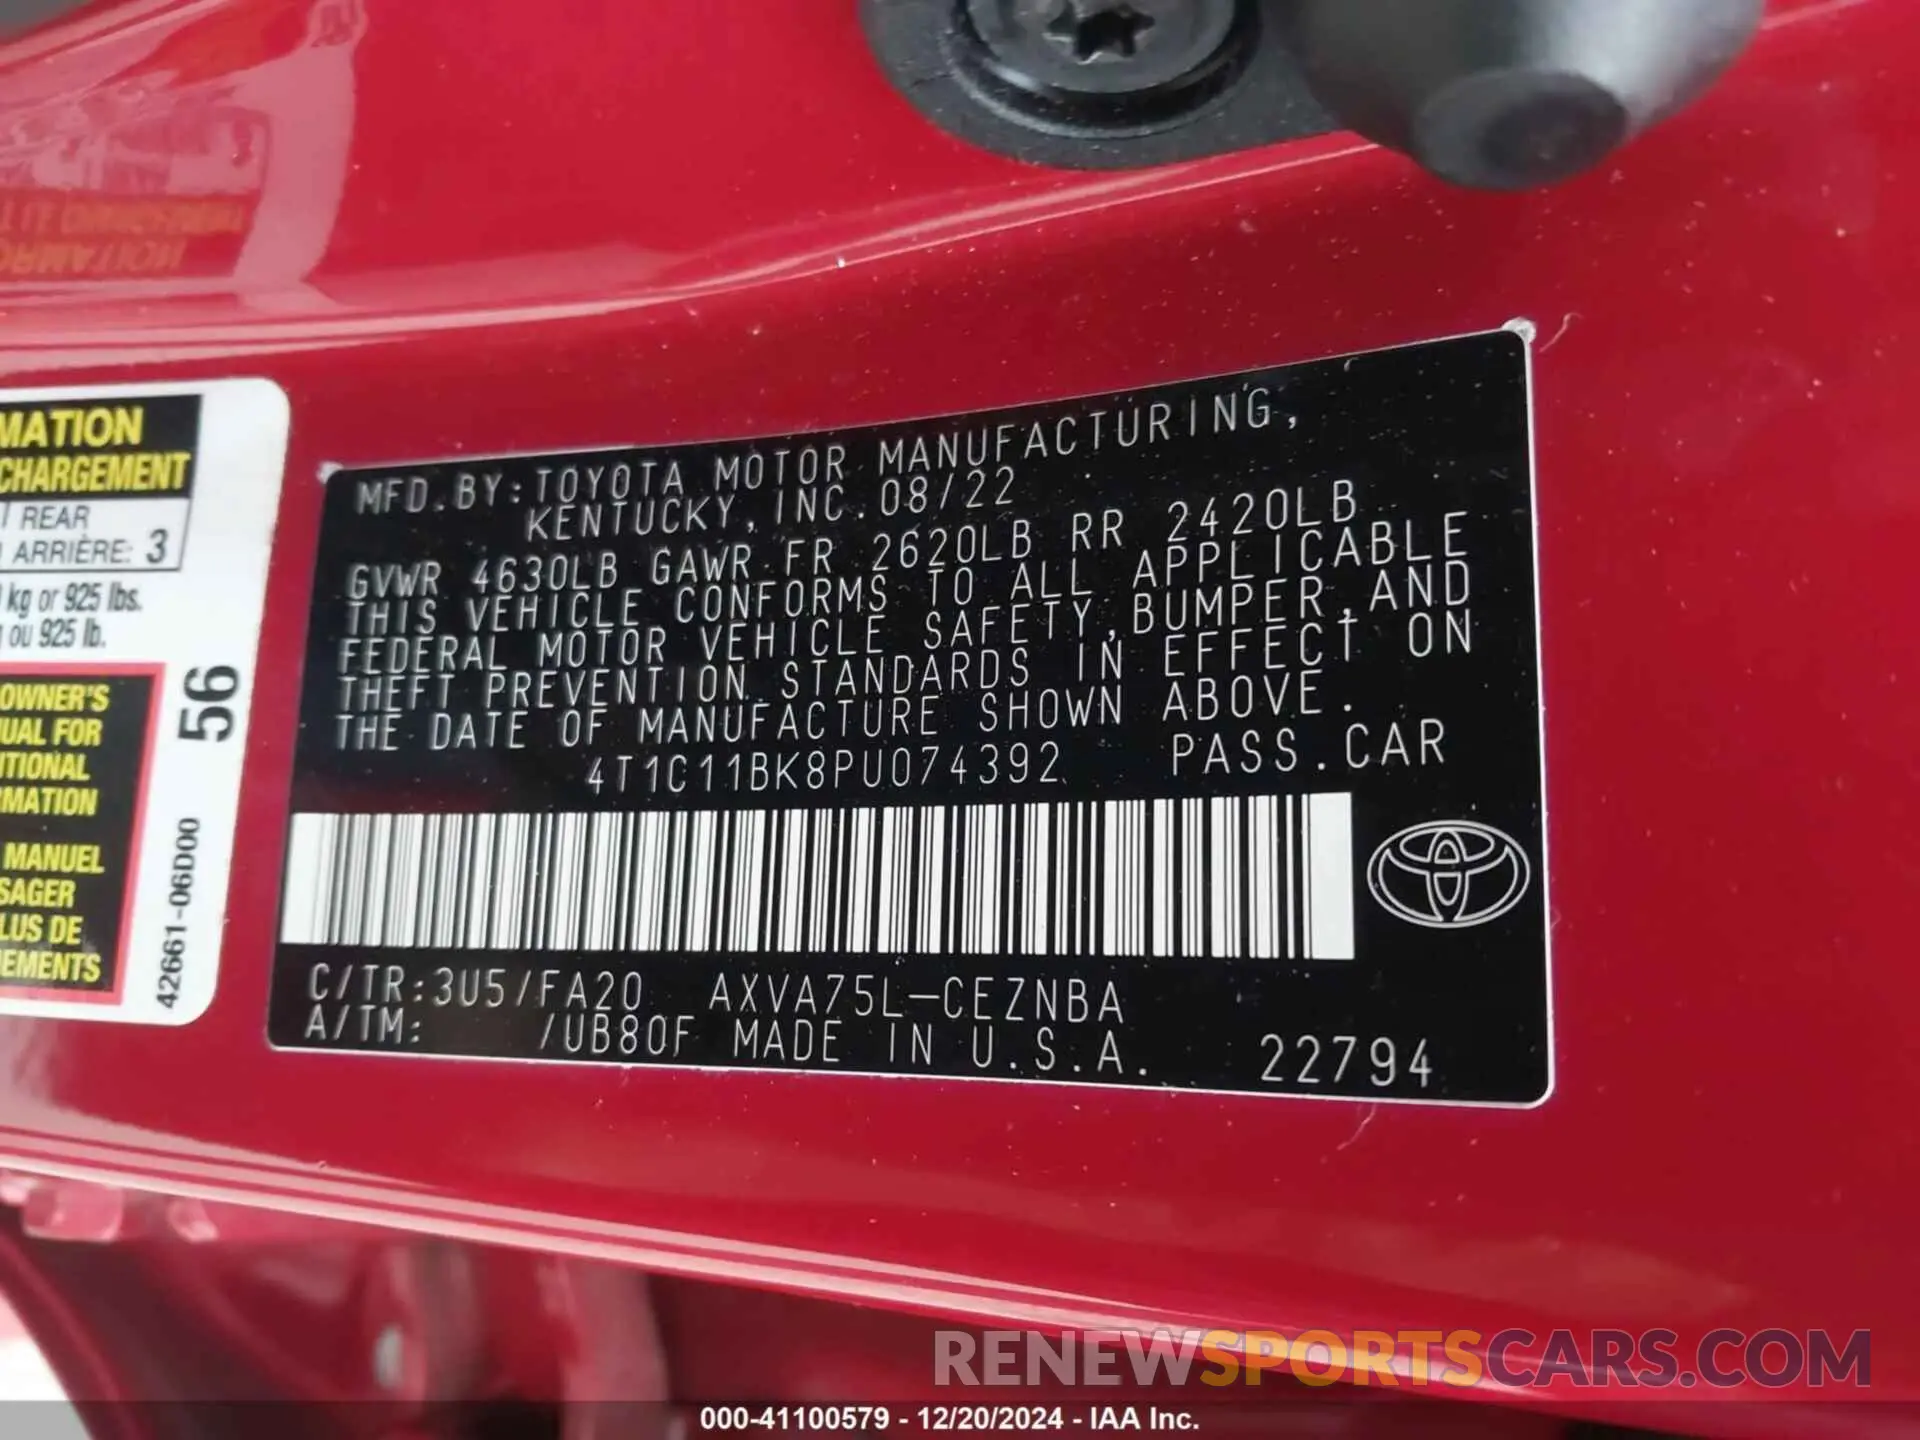 MATION
CHARGEMENT
REAR
ARRIÈRE: 3
kg or 925 lbs.
ou 925 lb.
OWNER'S
UAL FOR
MATION
MANUEL
LUS DE
56
42661-06D00
MFD.BY:TOYOTA MOTOR MANUFACTURING,
KENTUCKY,INC.08/22
GVWR 4630LB GAWR FR 2620LB RR 2420LB
THIS VEHICLE CONFORMS TO ALL APPLICABLE
FEDERAL MOTOR VEHICLE SAFETY,BUMPER,AND
THEFT PREVENTION STANDARDS IN EFFECT ON
THE DATE OF MANUFACTURE SHOWN ABOVE.
4T1C11BK8PU074392 PASS.CAR
C/TR:3U5/FA20 AXVA75L-CEZNBA
A/TM: /UB80F MADE IN U.S.A. 22794
RENEWSPORTSCARS.COM
000-41100579 - 12/20/2024 - IAA Inc.